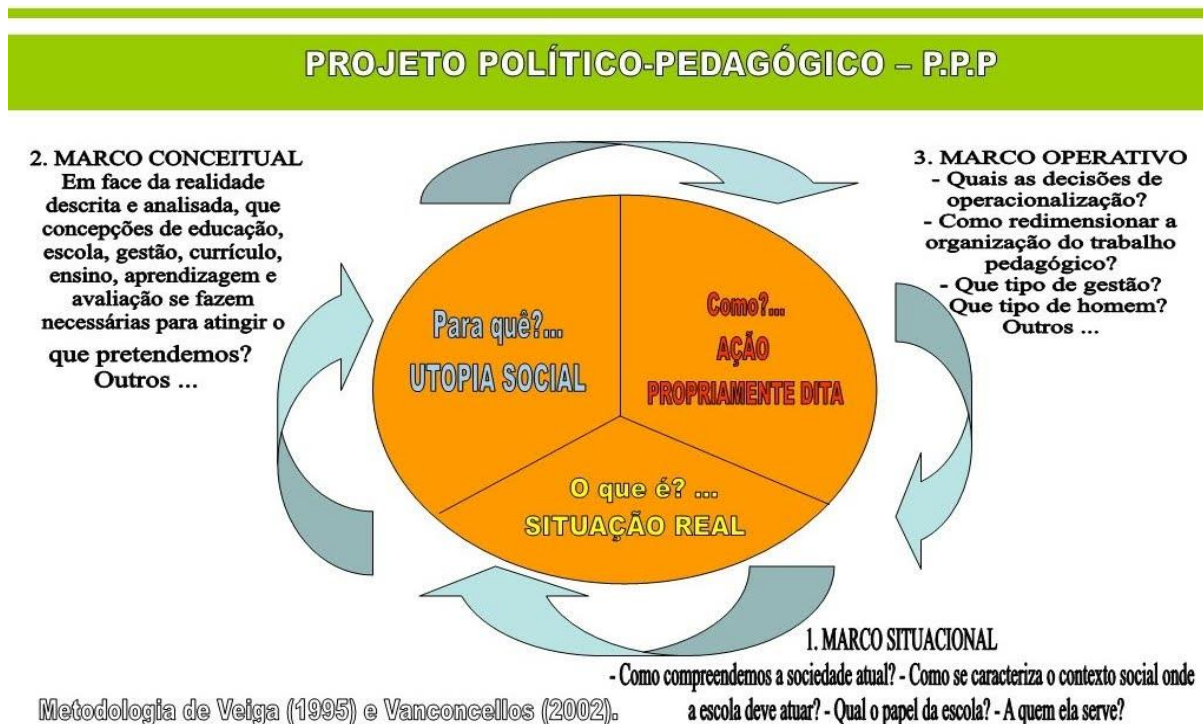 PROJETO POLÍTICO-PEDAGÓGICO – P.P.P
2. MARCO CONCEITUAL
Em face da realidade
descrita e analisada, que
concepções de educação,
escola, gestão, currículo,
ensino, aprendizagem e
avaliação se fazem
necessárias para atingir o
que pretendemos?
Outros ...
3. MARCO OPERATIVO
- Quais as decisões de
operacionalização?
- Como redimensionar a
organização do trabalho
pedagógico?
- Que tipo de gestão?
Que tipo de homem?
Outros ...
Para quê?...
UTOPIA SOCIAL
Como?...
AÇÃO
PROPRIAMENTE DITA
O que é? ...
SITUAÇÃO REAL
1. MARCO SITUACIONAL
- Como compreendemos a sociedade atual? - Como se caracteriza o contexto social onde
a escola deve atuar? - Qual o papel da escola? - A quem ela serve?
Metodologia de Veiga (1995) e Vanconcellos (2002).